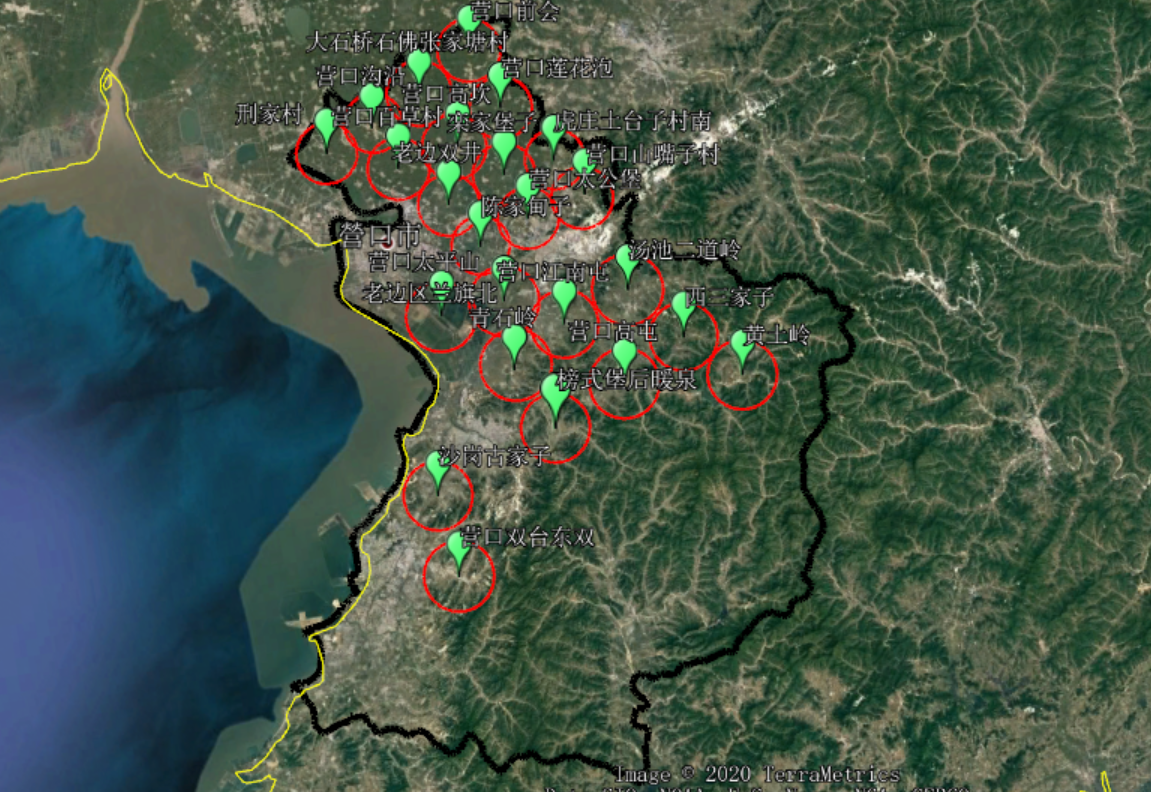 营口前会
大石桥石佛张家塘村
营口莲花泡
营口沟沿
营口高坎
刑家村
营口百草村
栾家堡子
虎庄土台子村南
老边双井
营口山嘴子村
营口太公堡
陈家甸子
营口市
汤池二道岭
营口太平山
营口江南屯
老边区兰旗北
西三家子
青石岭
营口高屯
黄土岭
榜式堡后暖泉
沙岗古家子
营口双台东双
Image © 2020 TerraMetrics